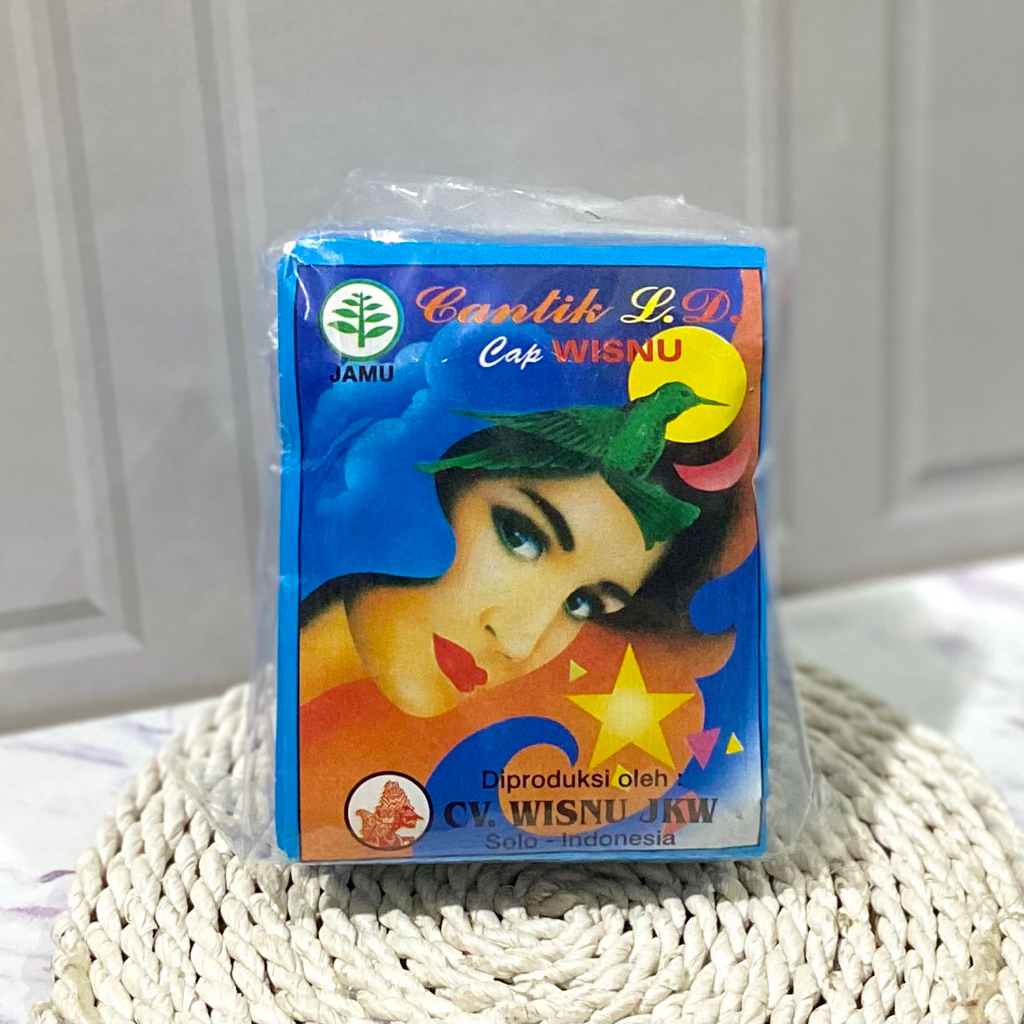 Cantik L.D.
Cap WISNU
JAMU
Diproduksi oleh :
CV. WISNU JKW
Solo - Indonesia